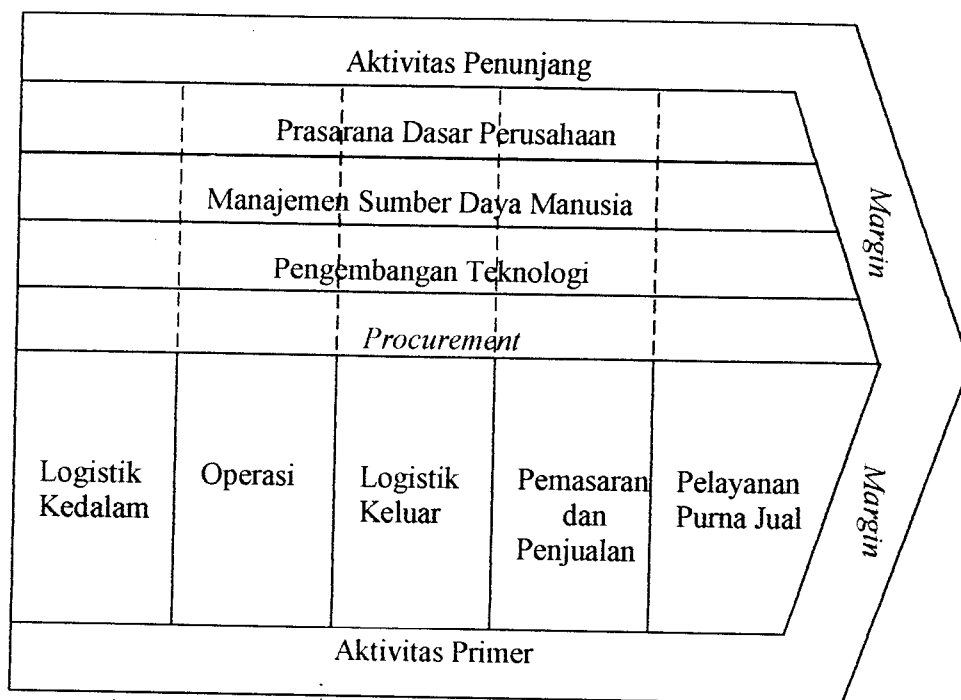 Aktivitas Penunjang
Prasarana Dasar Perusahaan
Manajemen Sumber Daya Manusia
Pengembangan Teknologi
Procurement
Margin
Logistik
Kedalam
Operasi
Logistik
Keluar
Pemasaran
dan
Penjualan
Pelayanan
Purna Jual
Margin
Aktivitas Primer